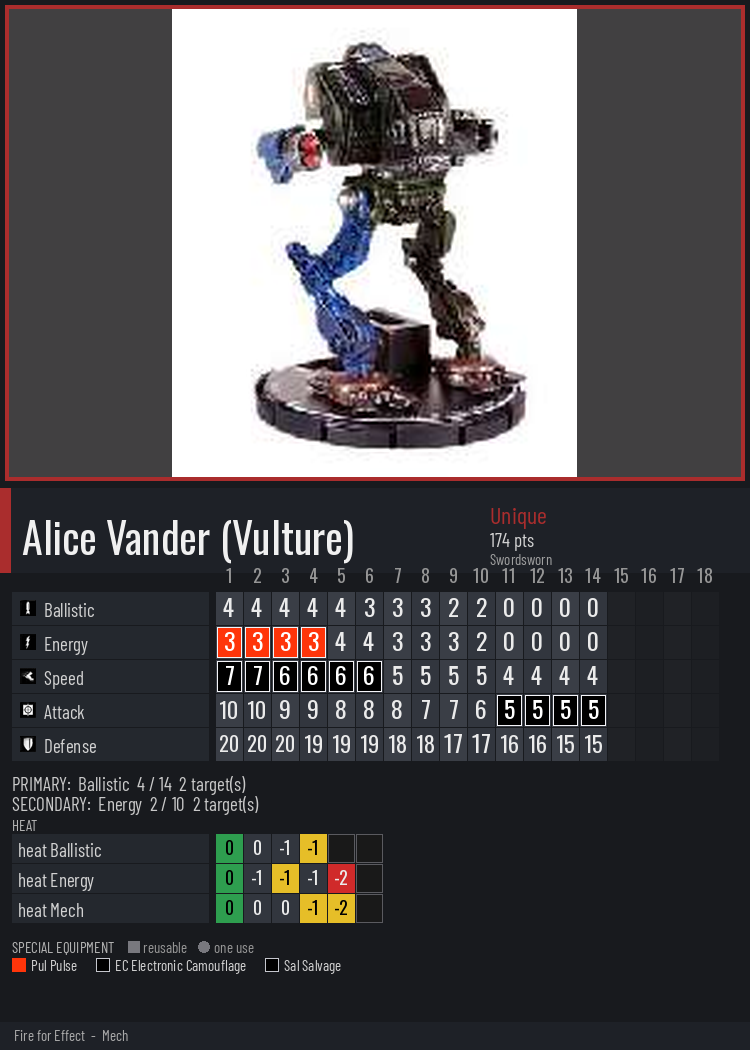 Alice Vander (Vulture)
Unique
174 pts
Swordsworn
1 2 3 4 5 6 7 8 9 10 11 12 13 14 15 16 17 18
Ballistic 4 4 4 4 4 3 3 3 2 2 0 0 0 0
Energy 3 3 3 3 4 4 3 3 3 2 0 0 0 0
Speed 7 7 6 6 6 6 5 5 5 5 4 4 4 4
Attack 10 10 9 9 8 8 8 7 7 6 5 5 5 5
Defense 20 20 20 19 19 19 18 18 17 17 16 16 15 15
PRIMARY: Ballistic 4 / 14 2 target(s)
SECONDARY: Energy 2 / 10 2 target(s)
HEAT
heat Ballistic 0 0 -1 -1
heat Energy 0 -1 -1 -1 -2
heat Mech 0 0 0 -1 -2
SPECIAL EQUIPMENT reusable one use
Pul Pulse EC Electronic Camouflage Sal Salvage
Fire for Effect - Mech